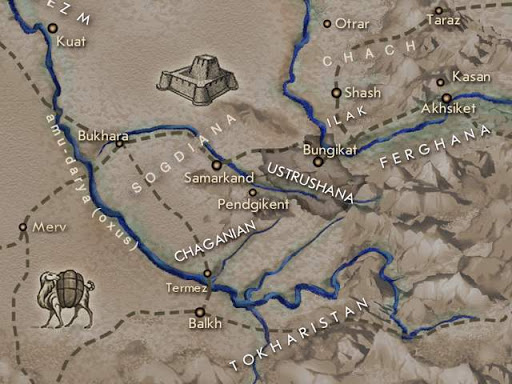 EZM
Kuat
Otrar
Taraz
CHACH
Kasan
Shash
Akhsiket
ILAK
amu-darya (oxus)
Bukhara
SOGDIANA
Bungikat
FERGHANA
Samarkand
USTRUSHANA
Pendgikent
Merv
CHAGANIAN
Termez
Balkh
TOKHARISTAN